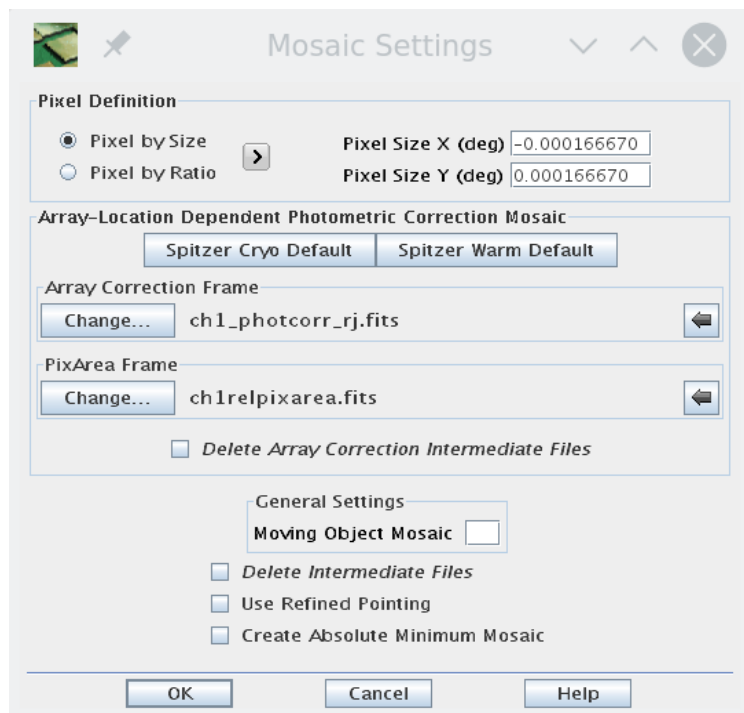 Mosaic Settings
Pixel Definition
Pixel by Size
Pixel by Ratio
Pixel Size X (deg) -0.000166670
Pixel Size Y (deg) 0.000166670
Array-Location Dependent Photometric Correction Mosaic
Spitzer Cryo Default Spitzer Warm Default
Array Correction Frame
Change... ch1_photcorr_rj.fits
PixArea Frame
Change... ch1relpixarea.fits
Delete Array Correction Intermediate Files
General Settings
Moving Object Mosaic
Delete Intermediate Files
Use Refined Pointing
Create Absolute Minimum Mosaic
OK Cancel Help